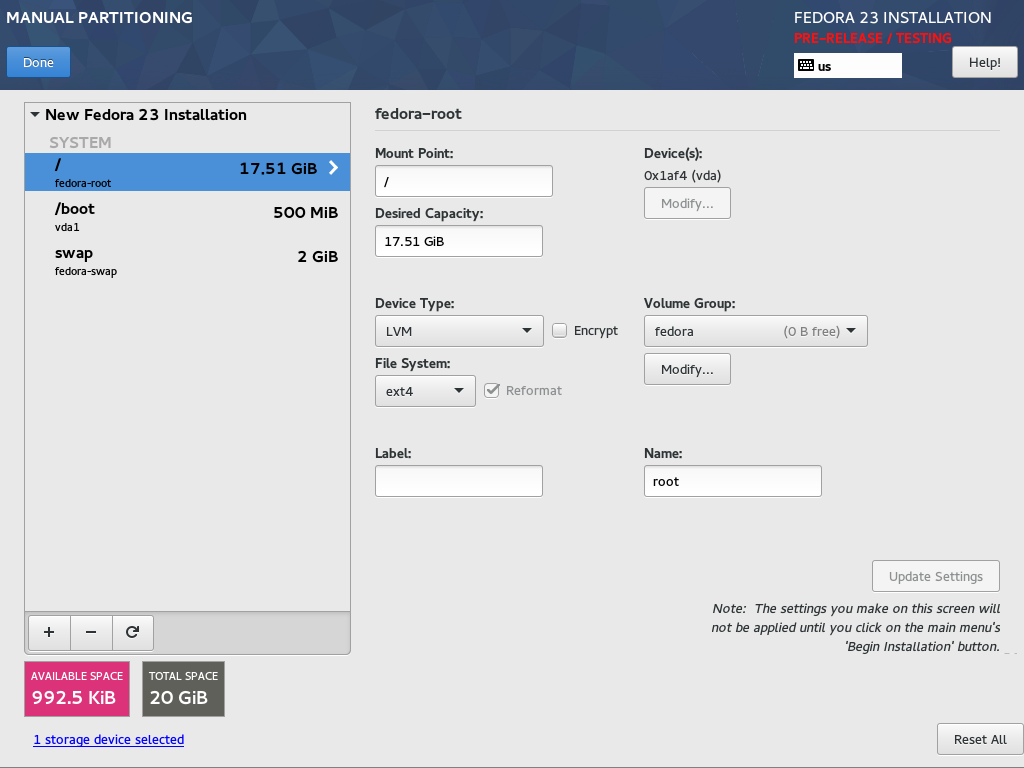 MANUAL PARTITIONING
FEDORA 23 INSTALLATION
PRE-RELEASE / TESTING
Done
us
Help!
New Fedora 23 Installation
SYSTEM
/
17.51 GiB
fedora-root
/boot
500 MiB
vda1
swap
2 GiB
fedora-swap
+ −
AVAILABLE SPACE
992.5 KiB
TOTAL SPACE
20 GiB
1 storage device selected
fedora-root
Mount Point:
/
Desired Capacity:
17.51 GiB
Device(s):
0x1af4 (vda)
Modify...
Device Type:
LVM
Encrypt
Volume Group:
fedora (0 B free)
Modify...
File System:
ext4
Reformat
Label:
Name:
root
Update Settings
Note: The settings you make on this screen will
not be applied until you click on the main menu's
'Begin Installation' button.
Reset All